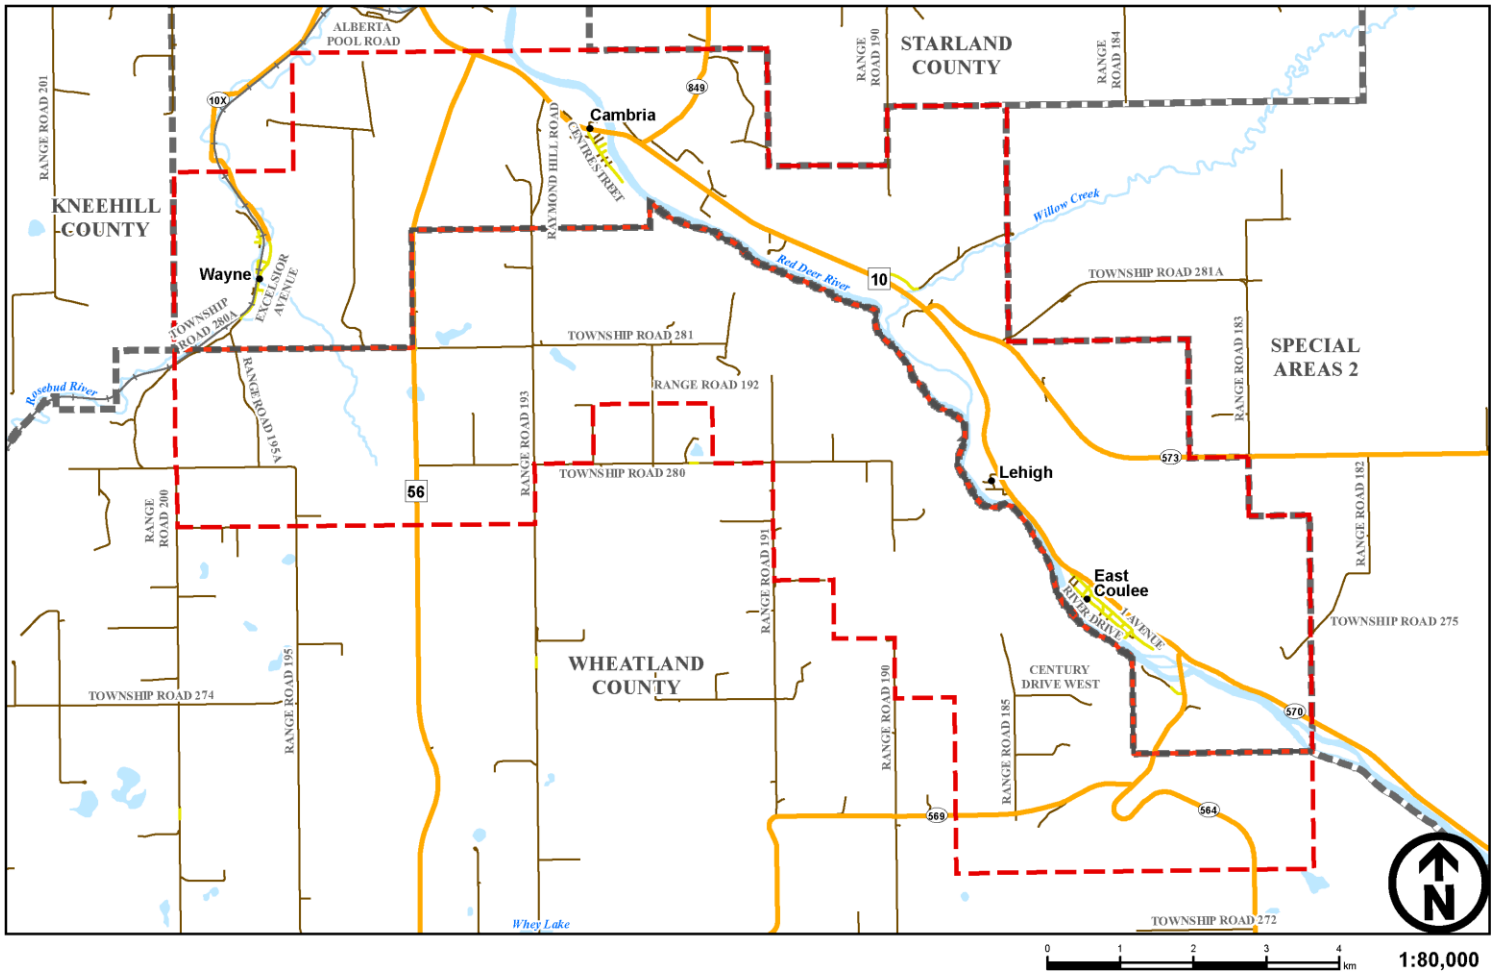 ALBERTA
POOL ROAD
RANGE
ROAD 190
STARLAND
COUNTY
RANGE
ROAD 184
RANGE ROAD 201
10X
849
Cambria
CENTRE STREET
RAYMOND HILL ROAD
KNEEHILL
COUNTY
Willow Creek
Wayne
EXCELSIOR
AVENUE
TOWNSHIP
ROAD 280A
Red Deer River
10
TOWNSHIP ROAD 281A
TOWNSHIP ROAD 281
RANGE ROAD 183
SPECIAL
AREAS 2
Rosebud River
RANGE ROAD 195A
RANGE ROAD 192
RANGE ROAD 193
573
TOWNSHIP ROAD 280
Lehigh
56
RANGE
ROAD 200
RANGE ROAD 182
RANGE ROAD 191
East
Coulee
RIVER DRIVE
1 AVENUE
TOWNSHIP ROAD 275
WHEATLAND
COUNTY
CENTURY
DRIVE WEST
TOWNSHIP ROAD 274
RANGE ROAD 195
RANGE ROAD 190
RANGE ROAD 185
570
569
564
Whey Lake
TOWNSHIP ROAD 272
N
0 1 2 3 4
km
1:80,000